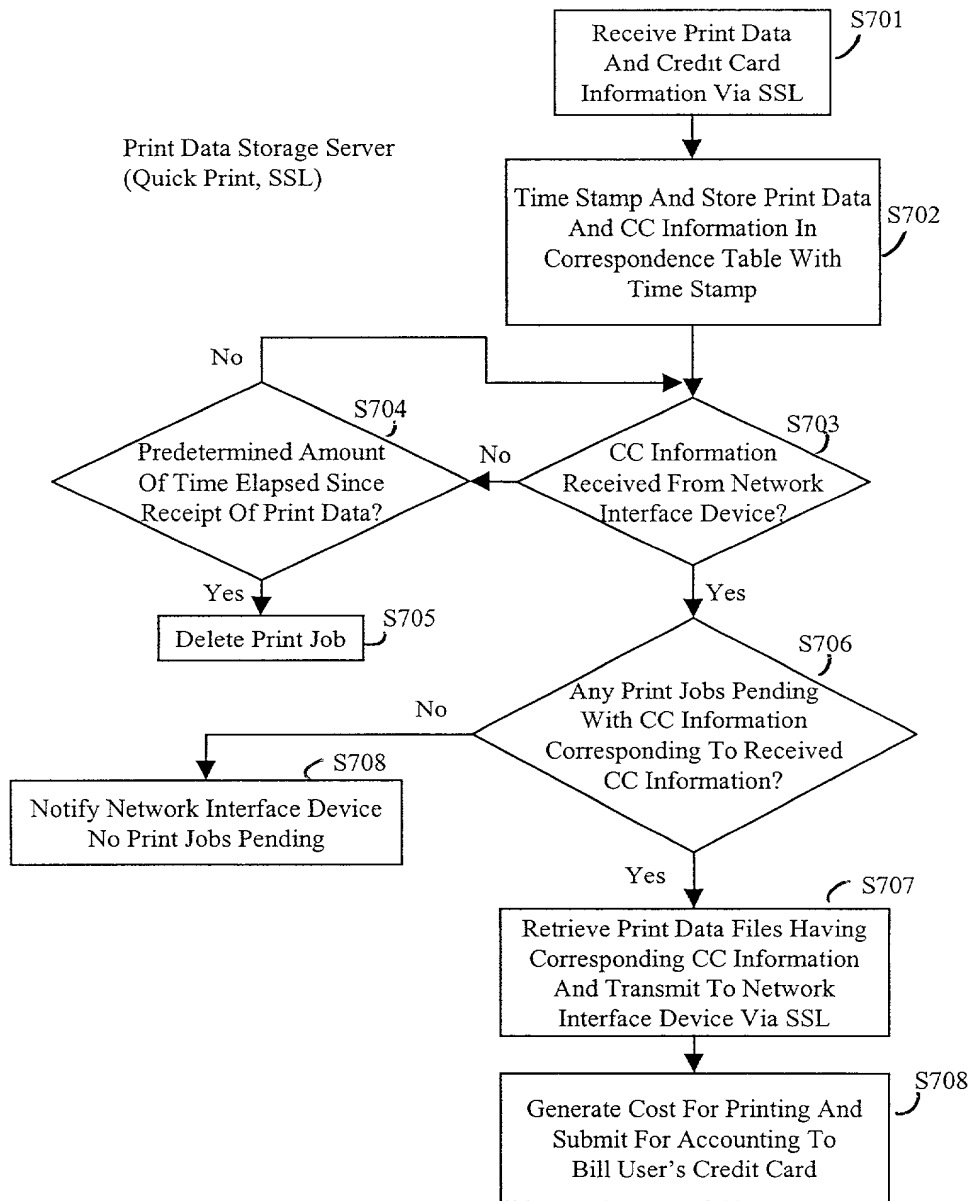 Receive Print Data
And Credit Card
Information Via SSL
S701
Print Data Storage Server
(Quick Print, SSL)
Time Stamp And Store Print Data
And CC Information In
Correspondence Table With
Time Stamp
S702
No
S704
Predetermined Amount
Of Time Elapsed Since
Receipt Of Print Data?
No
S703
CC Information
Received From Network
Interface Device?
Yes
Delete Print Job
S705
Yes
S706
Any Print Jobs Pending
With CC Information
Corresponding To Received
CC Information?
No
S708
Notify Network Interface Device
No Print Jobs Pending
Yes
S707
Retrieve Print Data Files Having
Corresponding CC Information
And Transmit To Network
Interface Device Via SSL
S708
Generate Cost For Printing And
Submit For Accounting To
Bill User's Credit Card